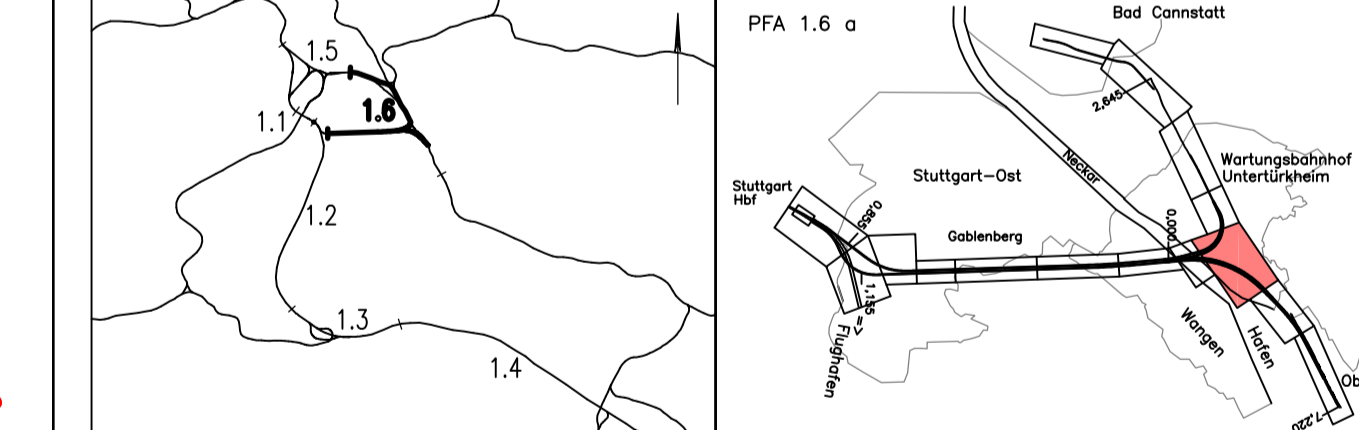 1.5
1.6
1.1
1.2
1.3
1.4
PFA 1.6 a
Bad Cannstatt
2,645
Neckar
Wartungsbahnhof
Untertürkheim
Stuttgart-Ost
Stuttgart
Hbf
0,855
0,000
Gablenberg
1,155 =>
Flughafen
Wangen
Hafen
Ob
7,220